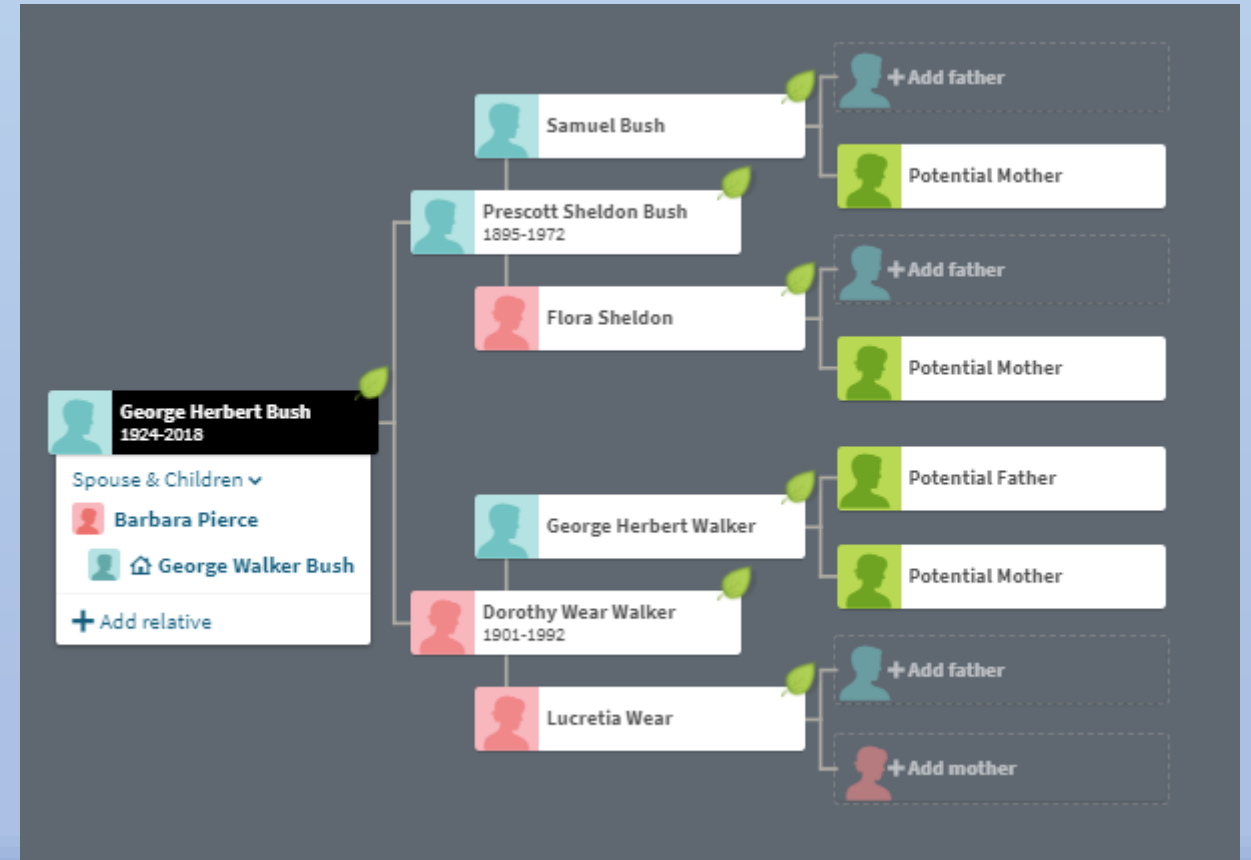 + Add father
Samuel Bush
Potential Mother
Prescott Sheldon Bush
1895-1972
+ Add father
Flora Sheldon
Potential Mother
George Herbert Bush
1924-2018
Spouse & Children
Barbara Pierce
George Walker Bush
+ Add relative
Potential Father
George Herbert Walker
Potential Mother
Dorothy Wear Walker
1901-1992
+ Add father
Lucretia Wear
+ Add mother